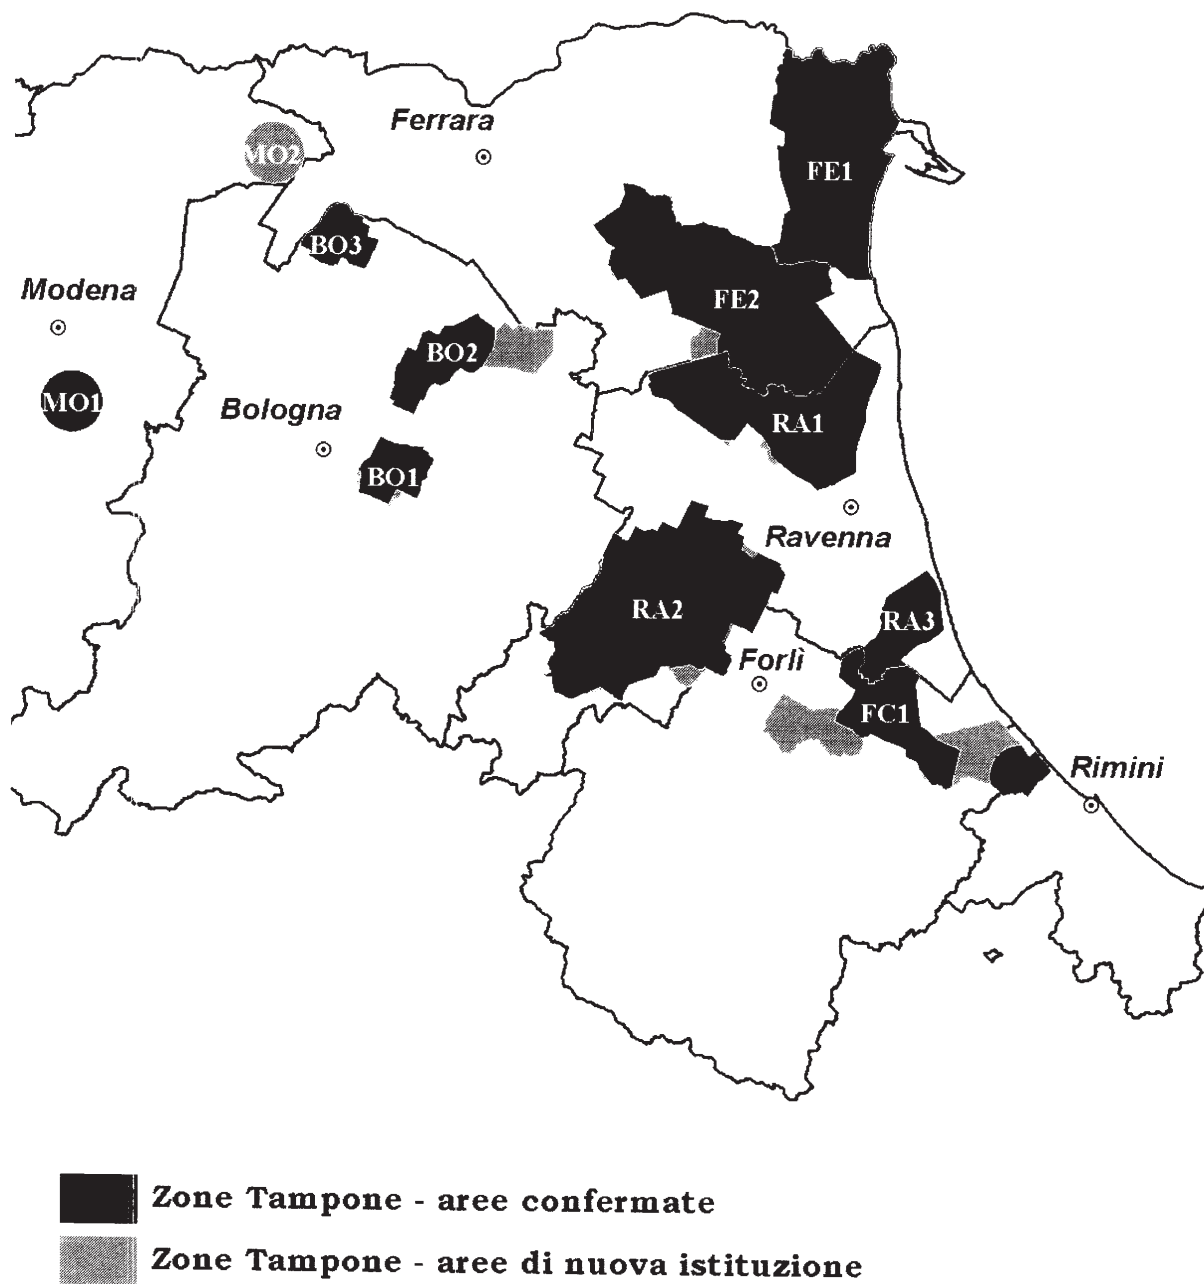 Ferrara
MO2
FE1
BO3
Modena
FE2
BO2
MO1
Bologna
RA1
BO1
Ravenna
RA2
RA3
Forlì
FC1
Rimini
Zone Tampone - aree confermate
Zone Tampone - aree di nuova istituzione